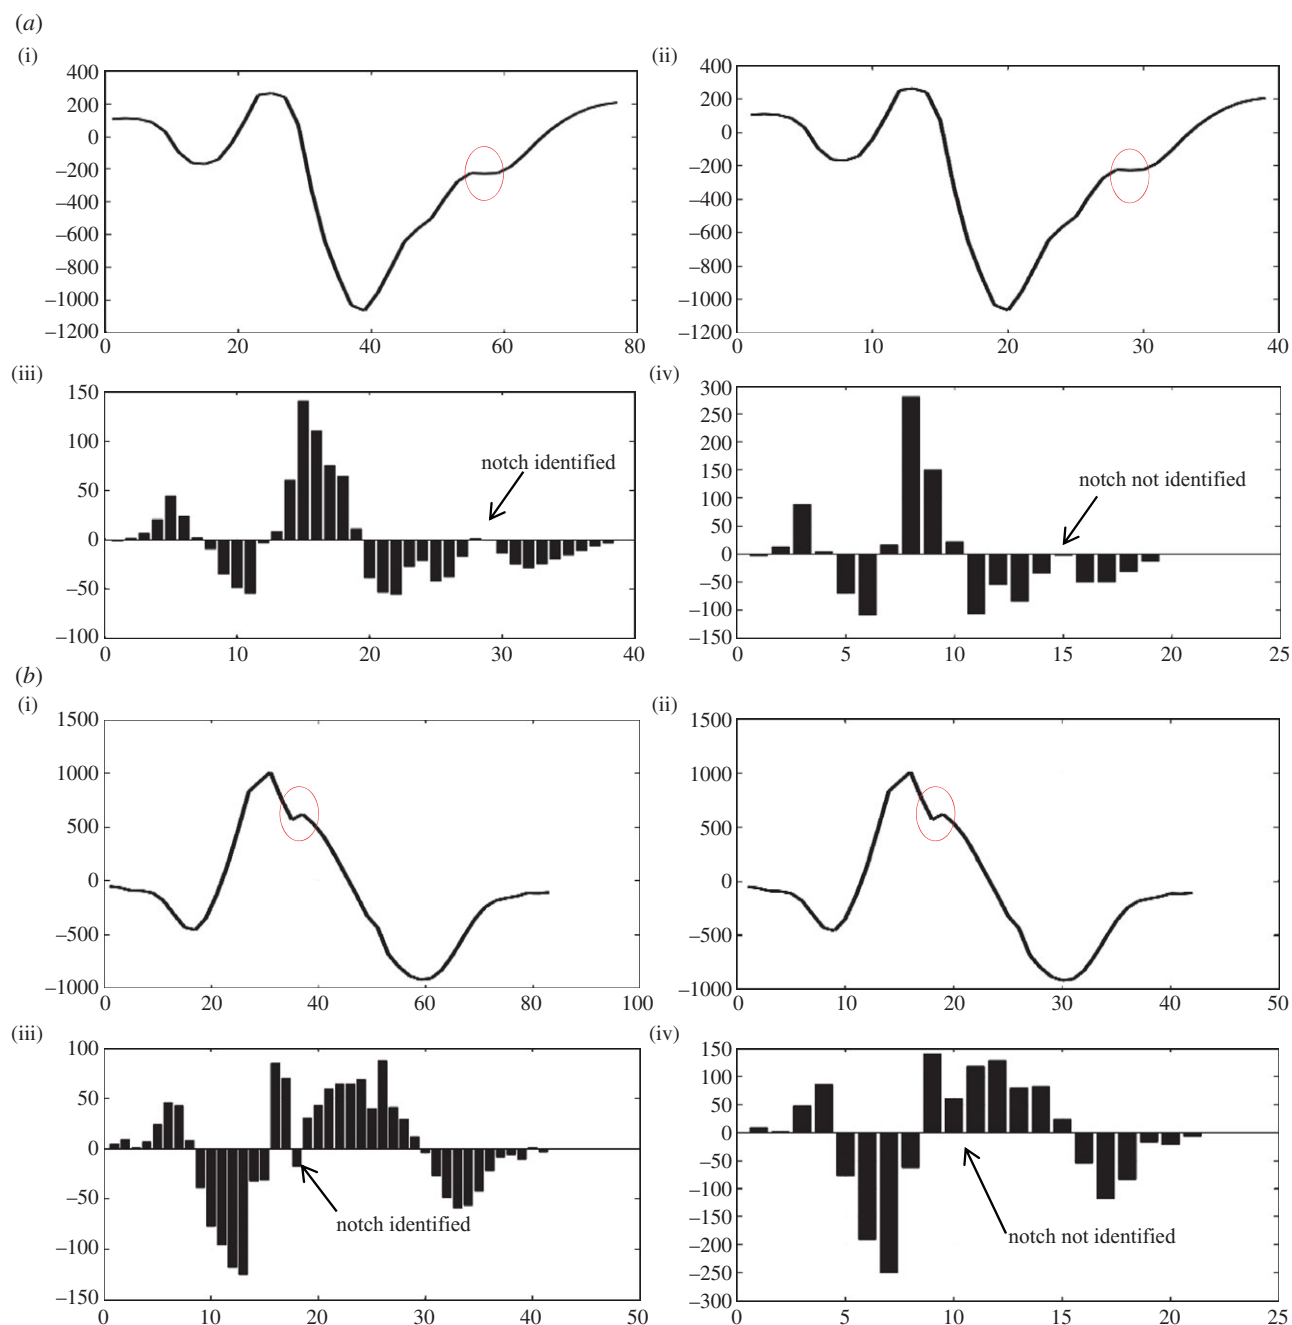 (a)
(i)
400
200
0
–200
–400
–600
–800
–1000
–1200
0 20 40 60 80
(ii)
400
200
0
–200
–400
–600
–800
–1000
–1200
0 10 20 30 40
(iii)
150
100
50
0
–50
–100
notch identified
0 10 20 30 40
(iv)
300
250
200
150
100
50
0
–50
–100
–150
notch not identified
0 5 10 15 20 25
(b)
(i)
1500
1000
500
0
–500
–1000
0 20 40 60 80 100
(ii)
1500
1000
500
0
–500
–1000
0 10 20 30 40 50
(iii)
100
50
0
–50
–100
–150
notch identified
0 10 20 30 40 50
(iv)
150
100
50
0
–50
–100
–150
–200
–250
–300
notch not identified
0 5 10 15 20 25